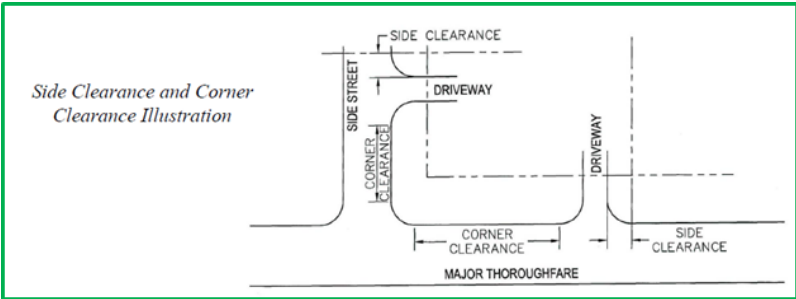 Side Clearance and Corner
Clearance Illustration
SIDE CLEARANCE
SIDE STREET
DRIVEWAY
CORNER
CLEARANCE
DRIVEWAY
CORNER
CLEARANCE
SIDE
CLEARANCE
MAJOR THOROUGHFARE